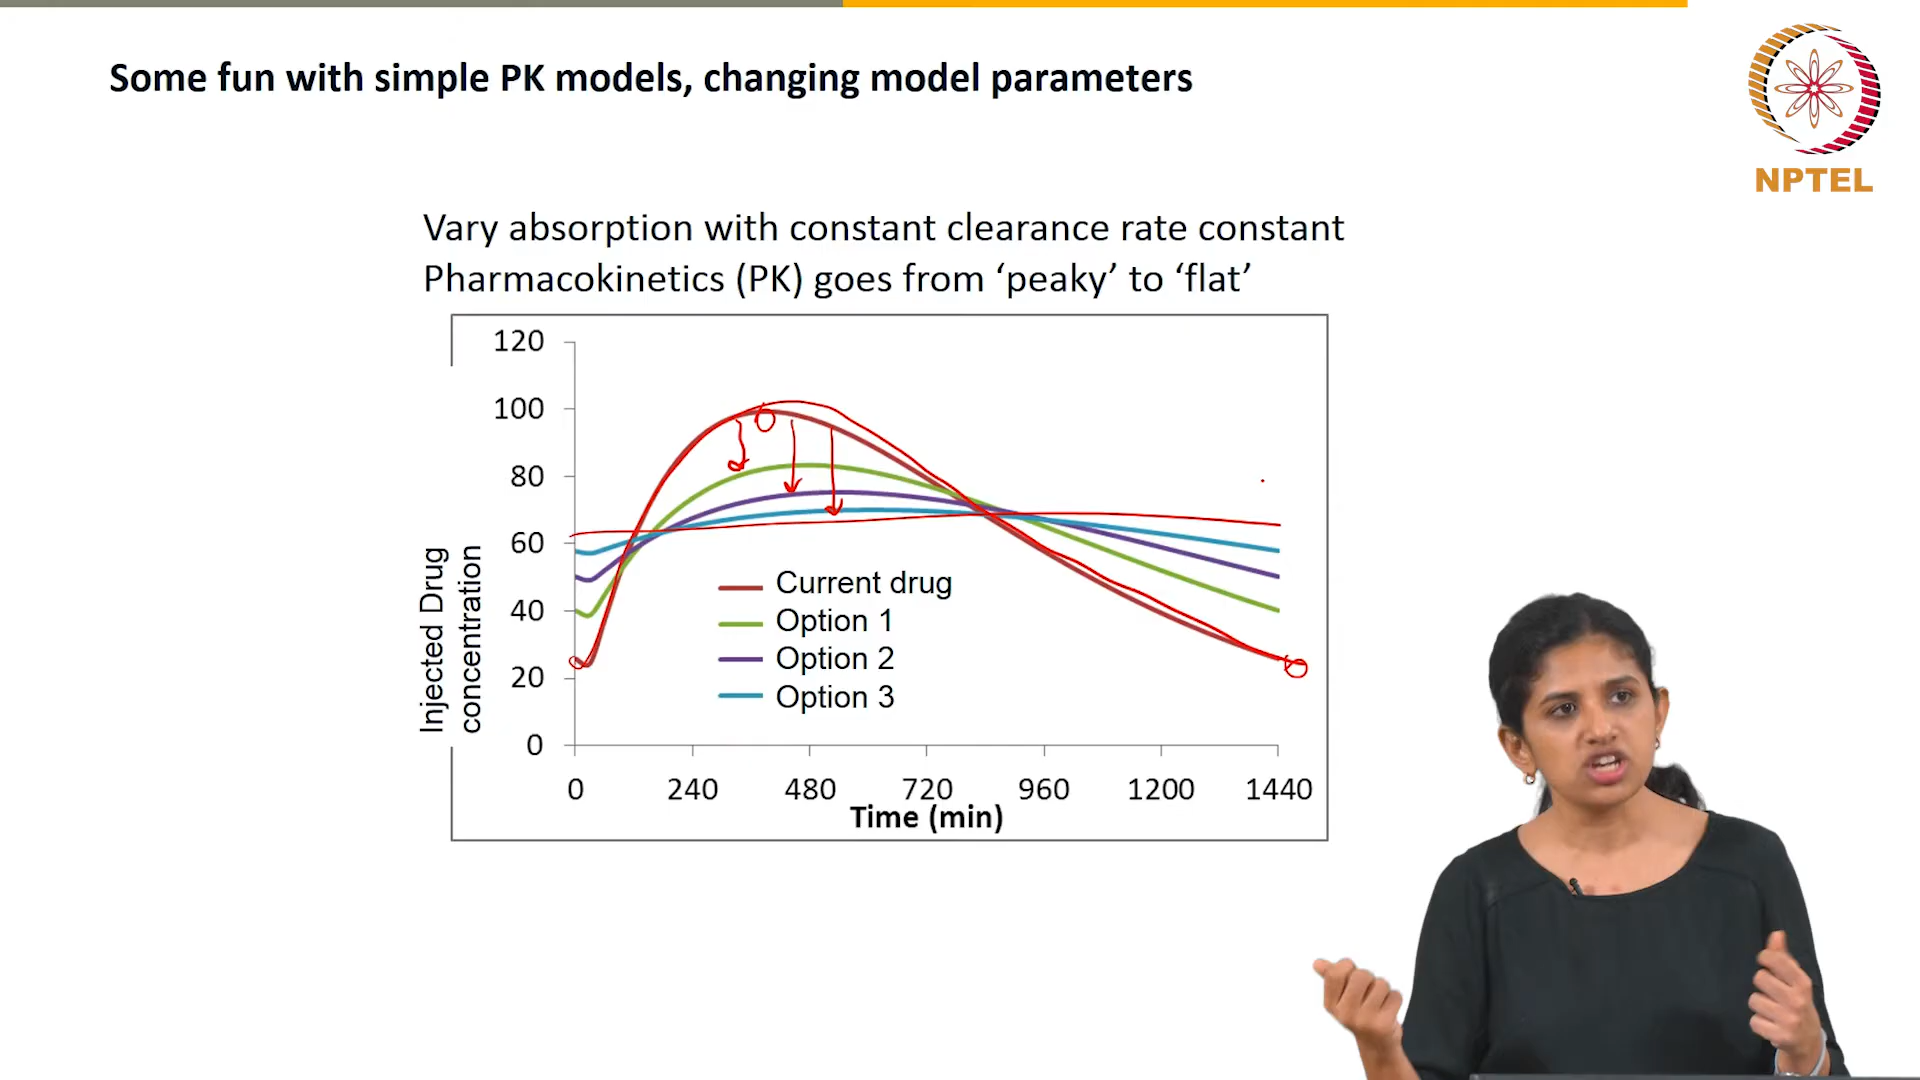 Some fun with simple PK models, changing model parameters
NPTEL
Vary absorption with constant clearance rate constant
Pharmacokinetics (PK) goes from ‘peaky’ to ‘flat’
120
100
80
60
40
20
0
Injected Drug
concentration
Current drug
Option 1
Option 2
Option 3
0 240 480 720 960 1200 1440
Time (min)